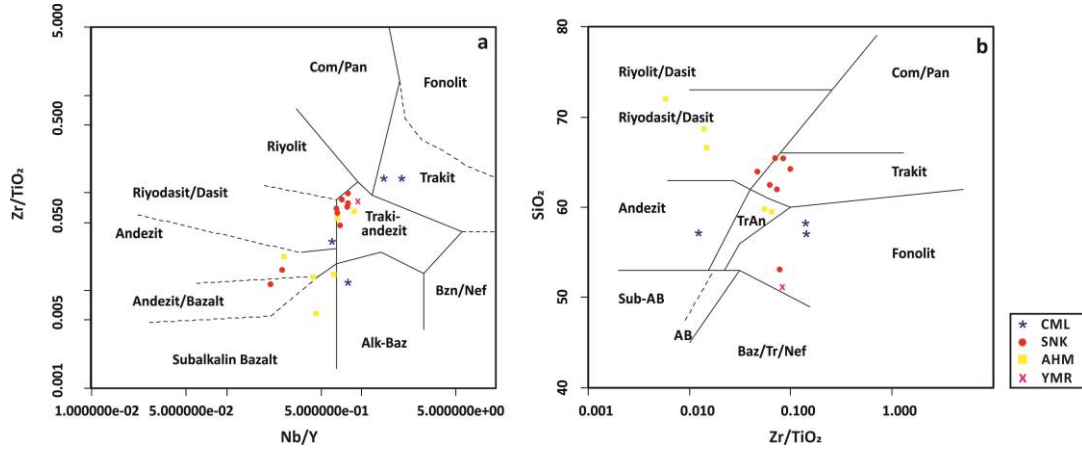 a
5.000
0.500
0.050
0.005
0.001
Zr/TiO₂
Com/Pan
Fonolit
Riyolit
Riyodasit/Dasit
Trakit
Andezit
Traki-
andezit
Andezit/Bazalt
Bzn/Nef
Subalkalin Bazalt
Alk-Baz
1.000000e-02
5.000000e-02
5.000000e-01
5.000000e+00
Nb/Y
b
80
70
60
50
40
SiO₂
Riyolit/Dasit
Com/Pan
Riyodasit/Dasit
Trakit
Andezit
TrAn
Fonolit
Sub-AB
AB
Baz/Tr/Nef
0.001
0.010
0.100
1.000
Zr/TiO₂
* CML
SNK
AHM
x YMR